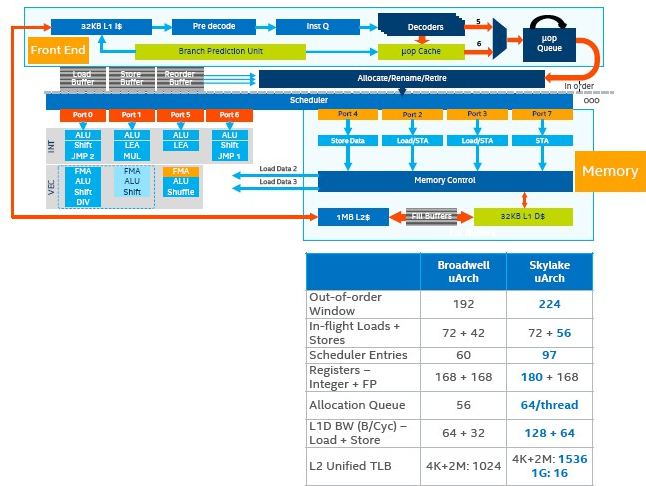 32KB L1 I$
Pre decode
Inst Q
Decoders
5
Front End
Branch Prediction Unit
μop Cache
6
μop
Queue
Load
Buffer
Store
Buffer
Reorder
Buffer
Allocate/Rename/Retire
In order
OOO
Scheduler
Port 0
Port 1
Port 5
Port 6
Port 4
Port 2
Port 3
Port 7
INT
ALU
Shift
JMP 2
ALU
LEA
MUL
ALU
LEA
ALU
Shift
JMP 1
Store Data
Load/STA
Load/STA
STA
VEC
FMA
ALU
Shift
DIV
FMA
ALU
Shift
FMA
ALU
Shuffle
Load Data 2
Load Data 3
Memory Control
Memory
1MB L2$
Fill Buffers
32KB L1 D$
Broadwell
uArch
Skylake
uArch
Out-of-order
Window
192
224
In-flight Loads +
Stores
72 + 42
72 + 56
Scheduler Entries
60
97
Registers –
Integer + FP
168 + 168
180 + 168
Allocation Queue
56
64/thread
L1D BW (B/Cyc) –
Load + Store
64 + 32
128 + 64
L2 Unified TLB
4K+2M: 1024
4K+2M: 1536
1G: 16